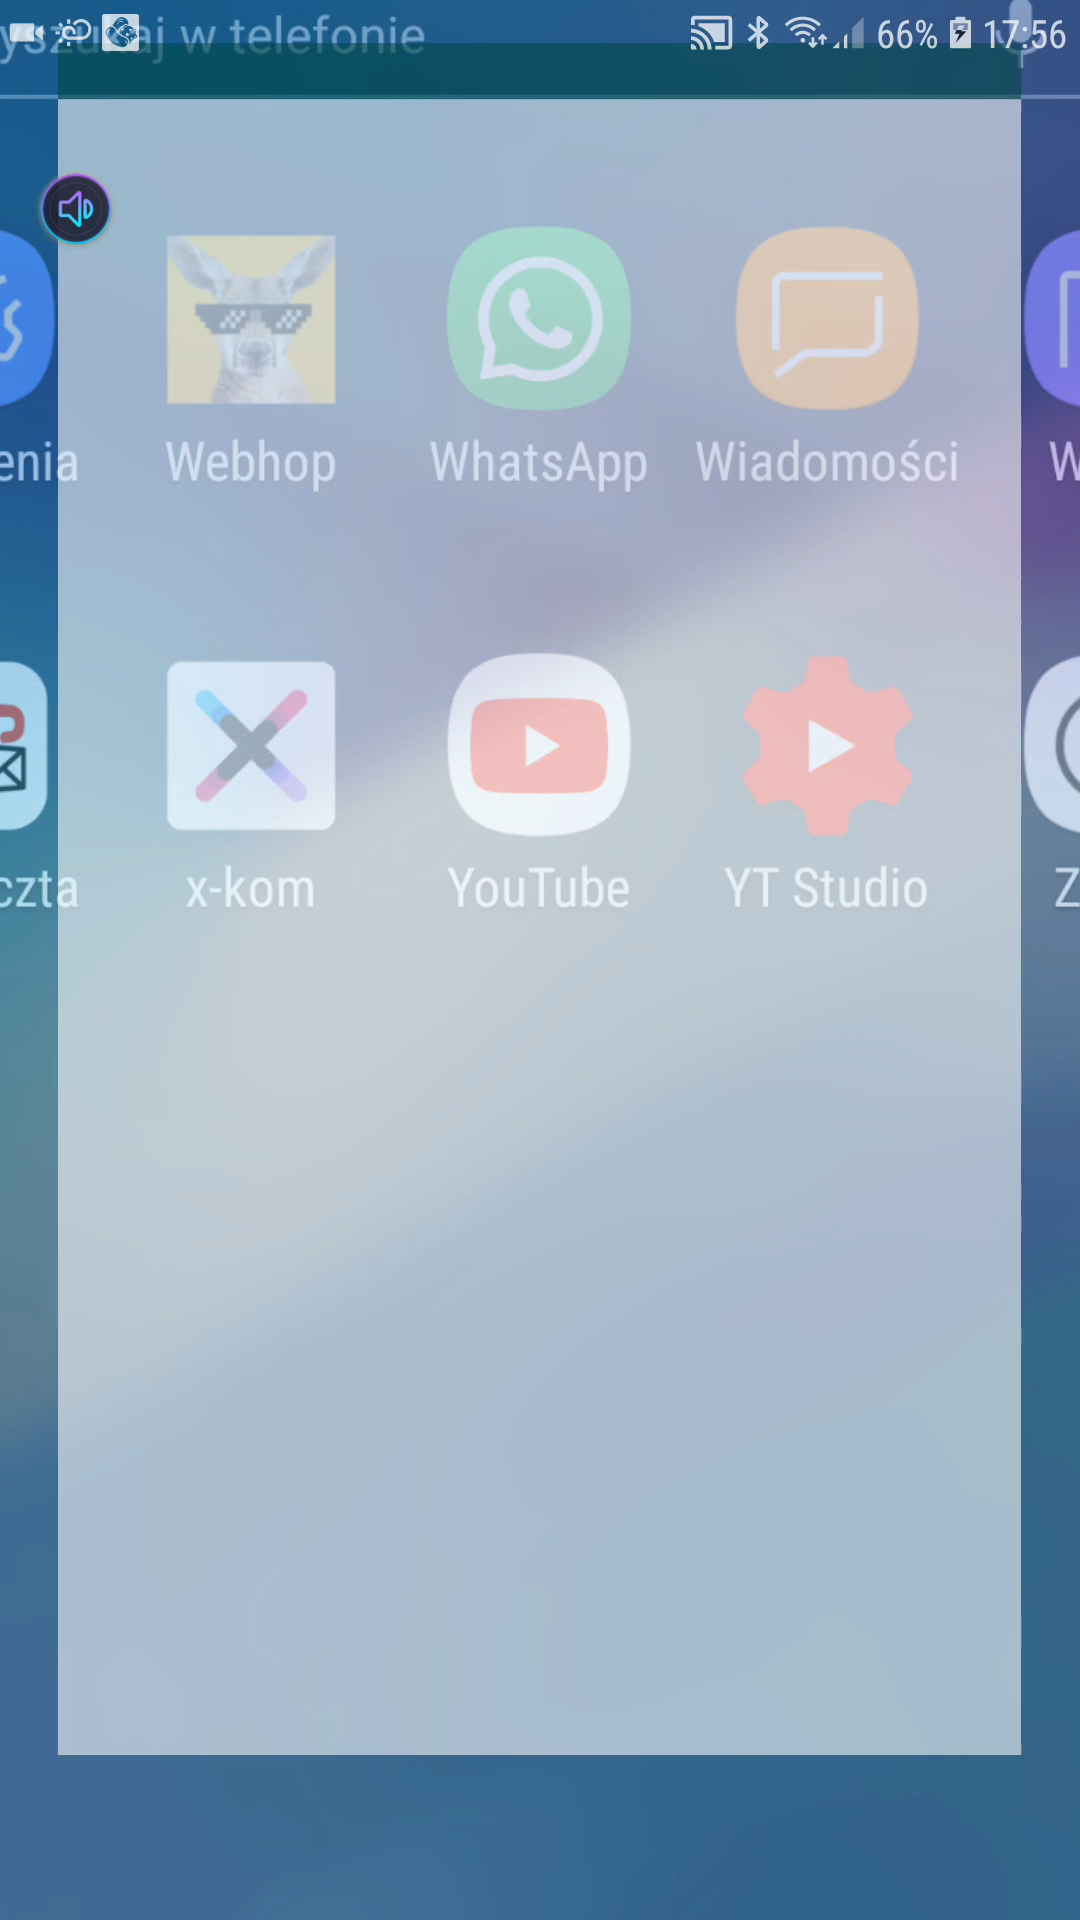 yszukaj w telefonie
66% 17:56
enia Webhop WhatsApp Wiadomości W
czta x-kom YouTube YT Studio Z